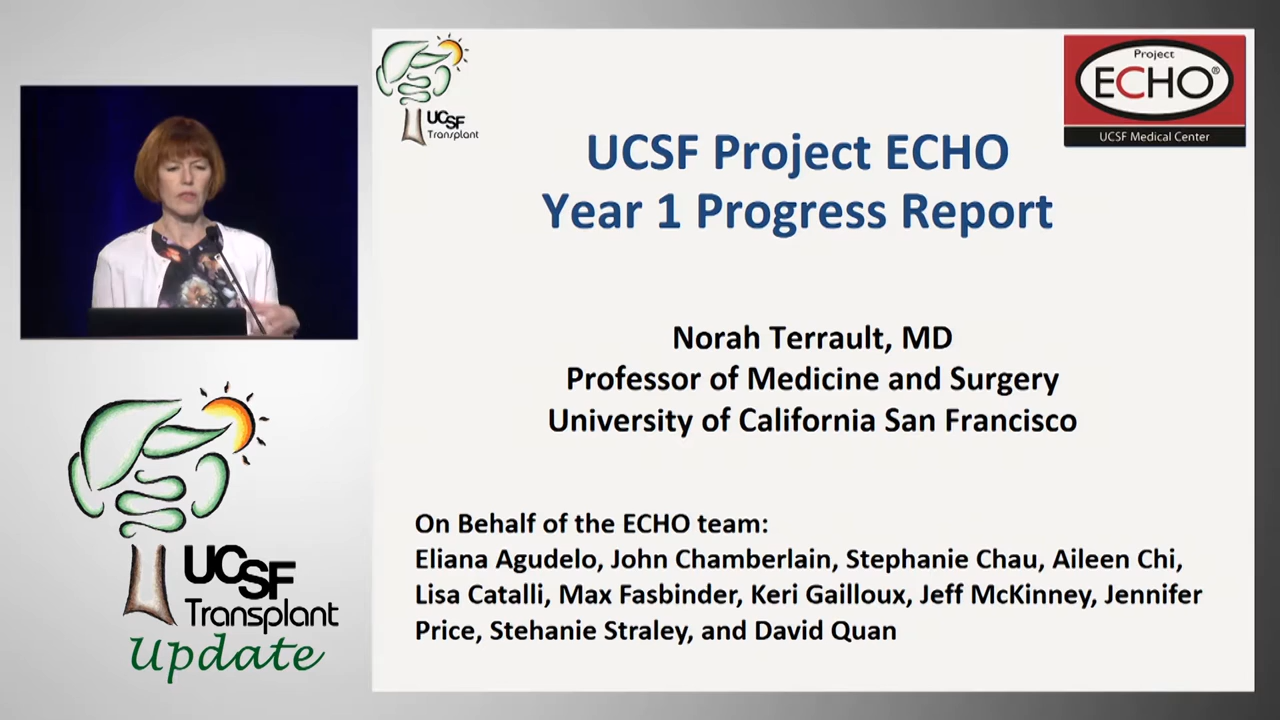 UCSF
Transplant
Project
ECHO®
UCSF Medical Center
UCSF Project ECHO
Year 1 Progress Report
Norah Terrault, MD
Professor of Medicine and Surgery
University of California San Francisco
On Behalf of the ECHO team:
Eliana Agudelo, John Chamberlain, Stephanie Chau, Aileen Chi,
Lisa Catalli, Max Fasbinder, Keri Gailloux, Jeff McKinney, Jennifer
Price, Stehanie Straley, and David Quan
UCSF
Transplant
Update